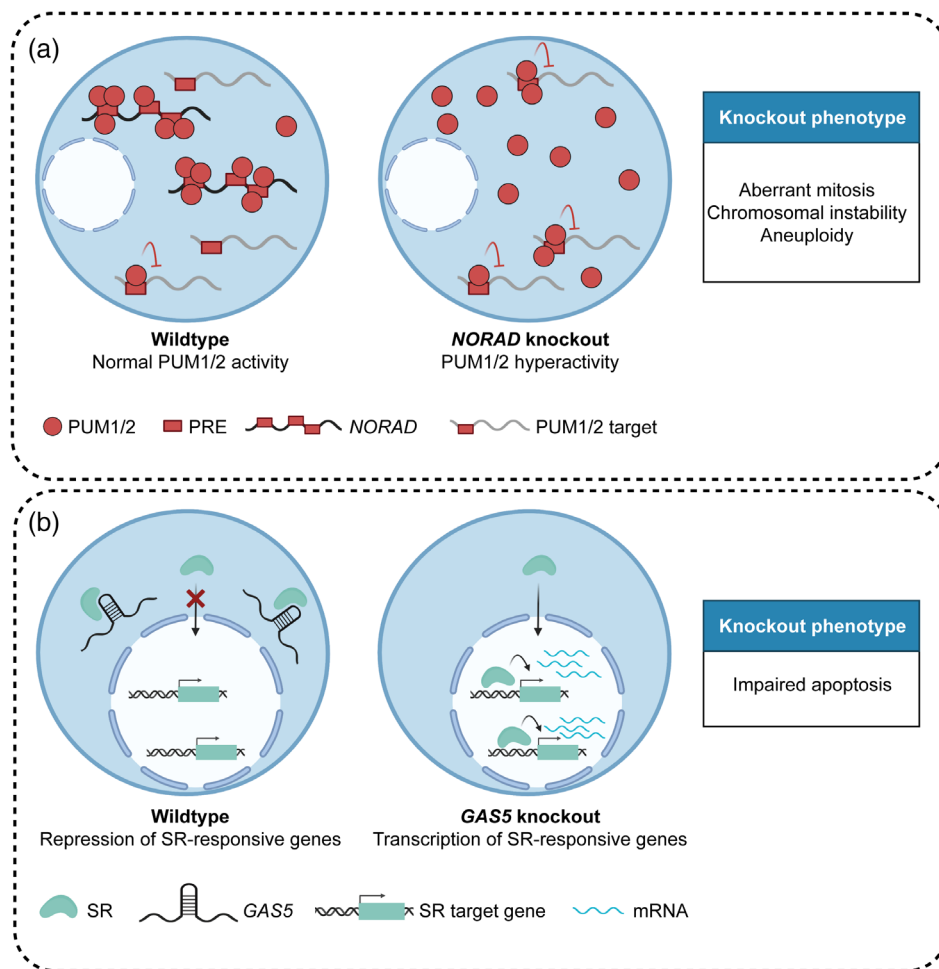 (a)
Knockout phenotype
Aberrant mitosis
Chromosomal instability
Aneuploidy
Wildtype
Normal PUM1/2 activity
NORAD knockout
PUM1/2 hyperactivity
PUM1/2
PRE
NORAD
PUM1/2 target
(b)
Knockout phenotype
Impaired apoptosis
Wildtype
Repression of SR-responsive genes
GAS5 knockout
Transcription of SR-responsive genes
SR
GAS5
SR target gene
mRNA